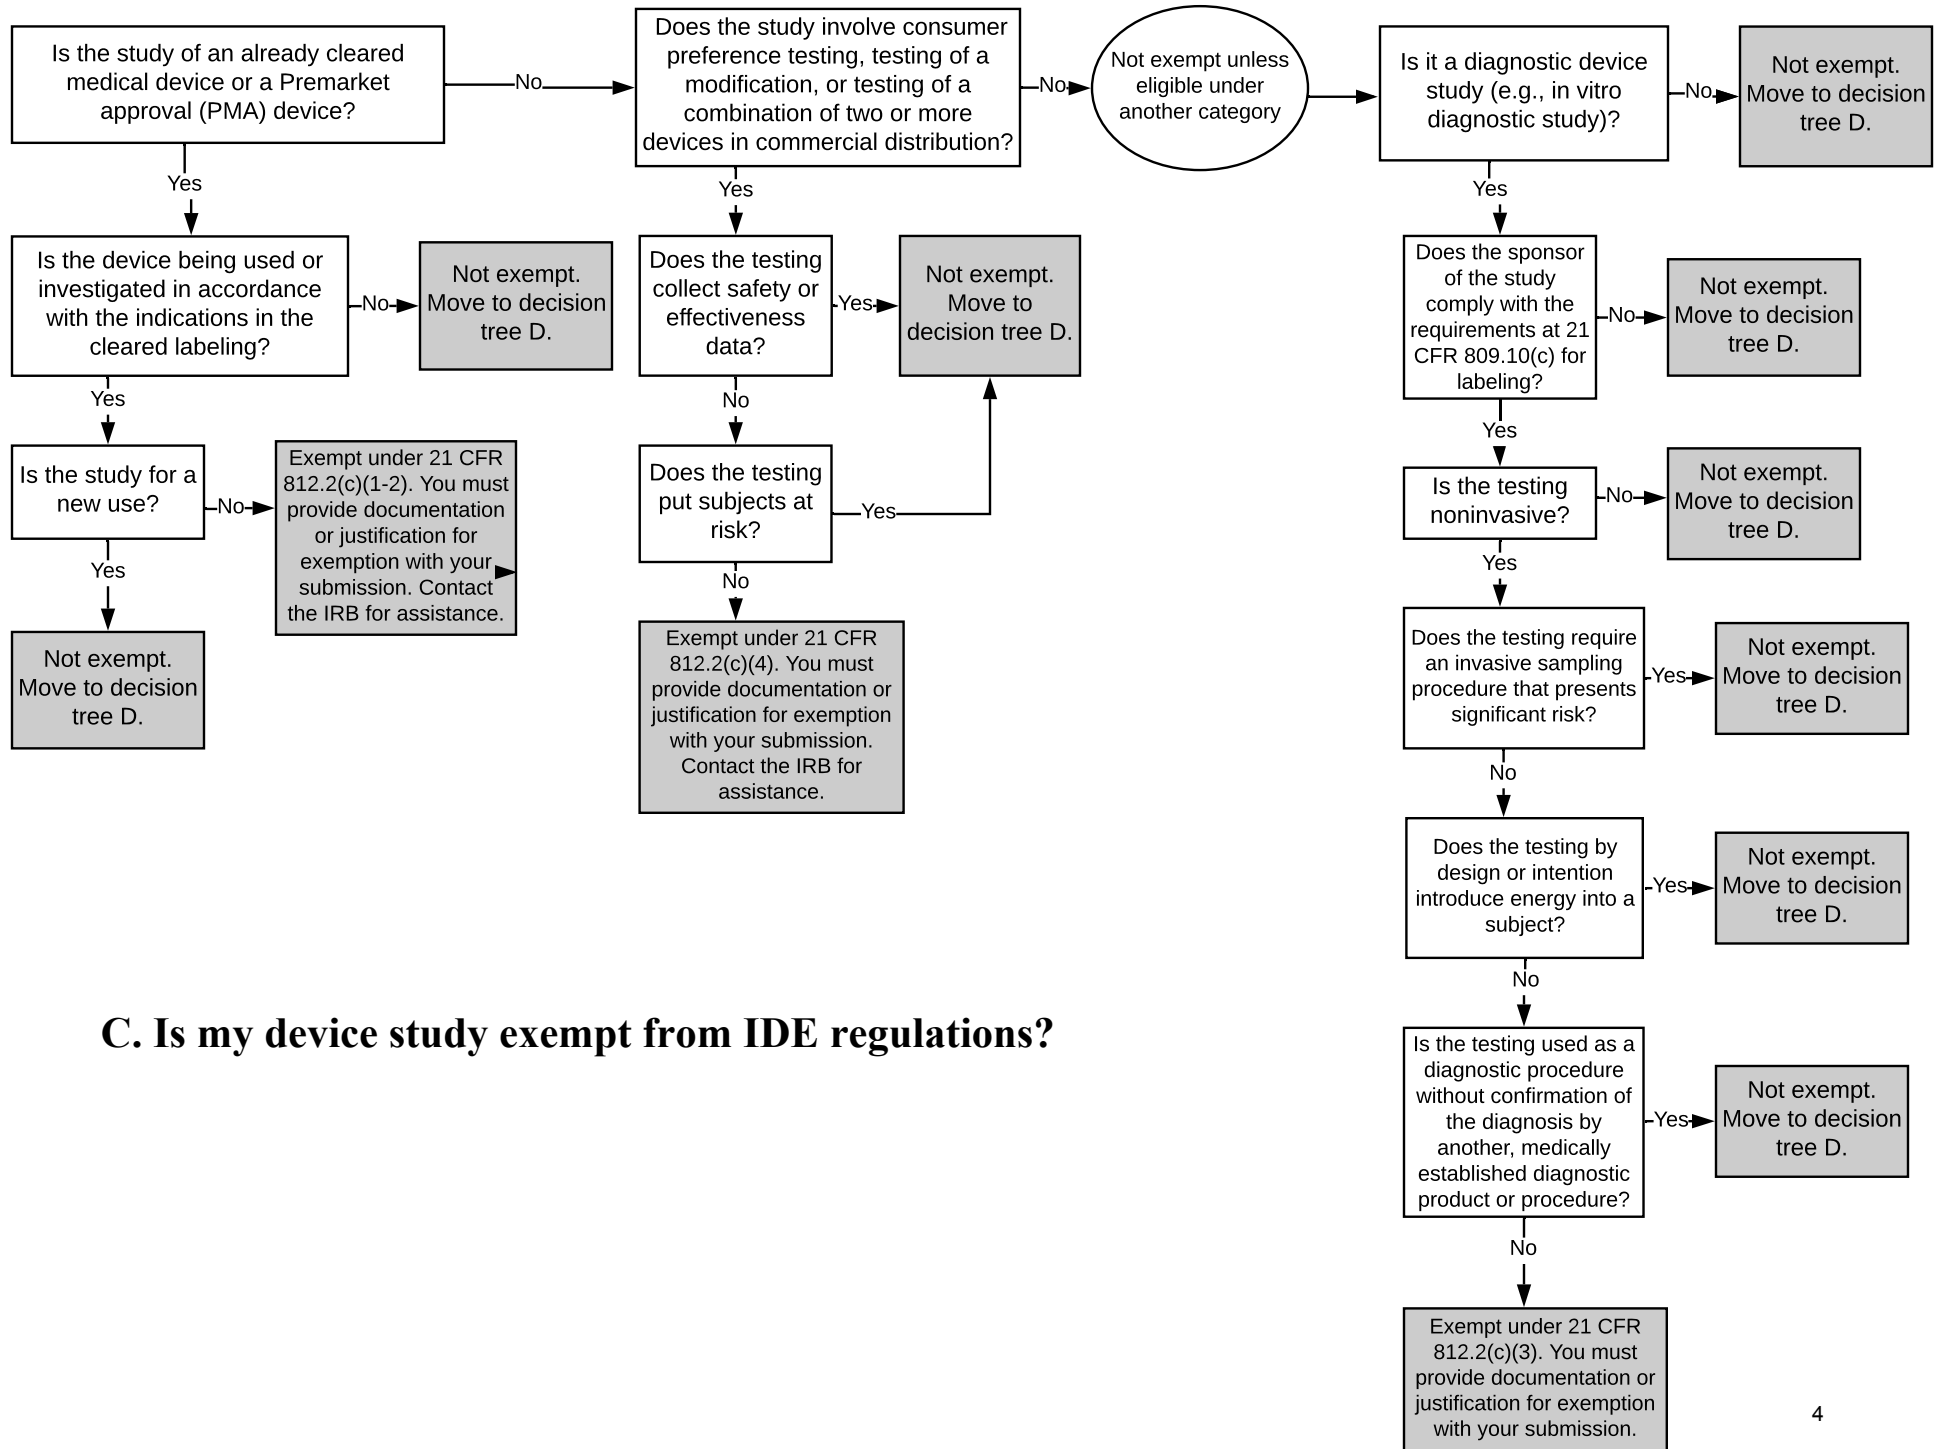 Is the study of an already cleared
medical device or a Premarket
approval (PMA) device?
No
Does the study involve consumer
preference testing, testing of a
modification, or testing of a
combination of two or more
devices in commercial distribution?
No
Not exempt unless
eligible under
another category
Is it a diagnostic device
study (e.g., in vitro
diagnostic study)?
No
Not exempt.
Move to decision
tree D.
Yes
Is the device being used or
investigated in accordance
with the indications in the
cleared labeling?
No
Not exempt.
Move to decision
tree D.
Yes
Is the study for a
new use?
No
Exempt under 21 CFR
812.2(c)(1-2). You must
provide documentation
or justification for
exemption with your
submission. Contact
the IRB for assistance.
Yes
Not exempt.
Move to decision
tree D.
Yes
Does the testing
collect safety or
effectiveness
data?
Yes
Not exempt.
Move to
decision tree D.
No
Does the testing
put subjects at
risk?
Yes
No
Exempt under 21 CFR
812.2(c)(4). You must
provide documentation or
justification for exemption
with your submission.
Contact the IRB for
assistance.
Yes
Does the sponsor
of the study
comply with the
requirements at 21
CFR 809.10(c) for
labeling?
No
Not exempt.
Move to decision
tree D.
Yes
Is the testing
noninvasive?
No
Not exempt.
Move to decision
tree D.
Yes
Does the testing require
an invasive sampling
procedure that presents
significant risk?
Yes
Not exempt.
Move to decision
tree D.
No
Does the testing by
design or intention
introduce energy into a
subject?
Yes
Not exempt.
Move to decision
tree D.
No
Is the testing used as a
diagnostic procedure
without confirmation of
the diagnosis by
another, medically
established diagnostic
product or procedure?
Yes
Not exempt.
Move to decision
tree D.
No
Exempt under 21 CFR
812.2(c)(3). You must
provide documentation or
justification for exemption
with your submission.
C. Is my device study exempt from IDE regulations?
4